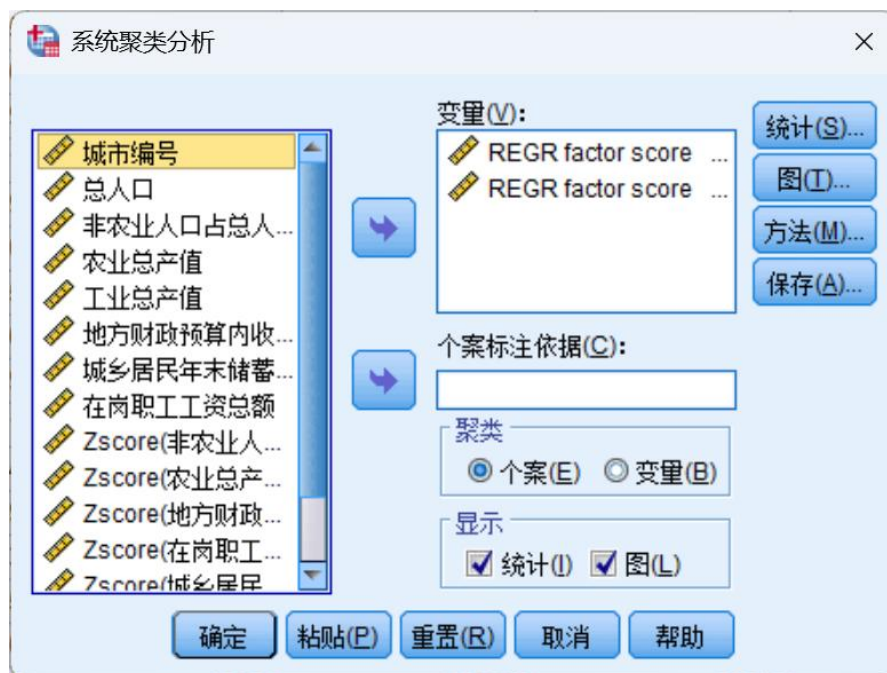 系统聚类分析
城市编号
总人口
非农业人口占总人...
农业总产值
工业总产值
地方财政预算内收...
城乡居民年末储蓄...
在岗职工工资总额
Zscore(非农业人...
Zscore(农业总产...
Zscore(地方财政...
Zscore(在岗职工...
Zscore(城乡居民
变量(V):
REGR factor score ...
REGR factor score ...
个案标注依据(C):
聚类
个案(E) 变量(B)
显示
统计(I) 图(L)
统计(S)...
图(T)...
方法(M)...
保存(A)...
确定 粘贴(P) 重置(R) 取消 帮助